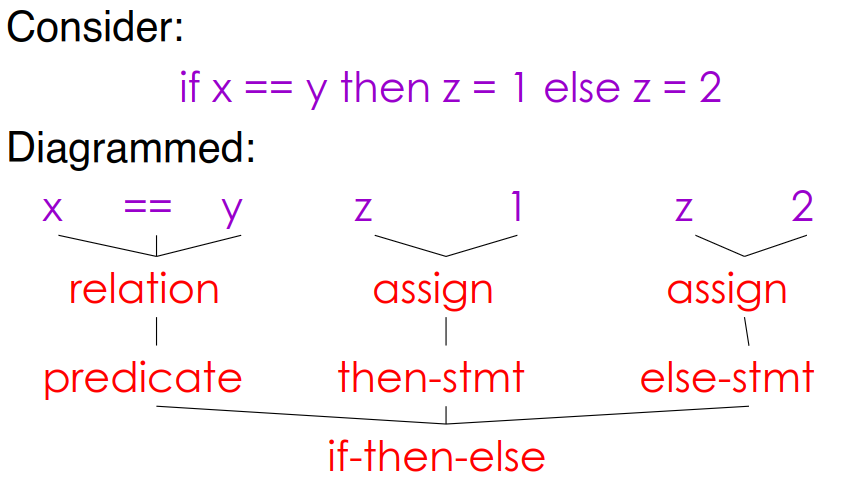 Consider:
if x == y then z = 1 else z = 2
Diagrammed:
x == y z 1 z 2
relation assign assign
predicate then-stmt else-stmt
if-then-else